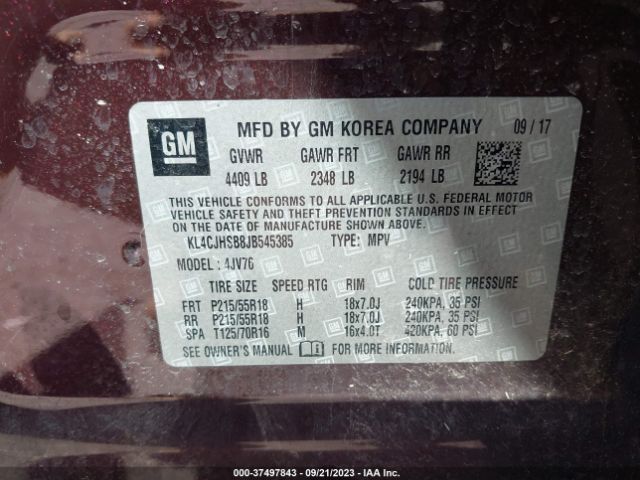 GM MFD BY GM KOREA COMPANY 09/17
GVWR GAWR FRT GAWR RR
4409 LB 2348 LB 2194 LB
THIS VEHICLE CONFORMS TO ALL APPLICABLE U.S. FEDERAL MOTOR
VEHICLE SAFETY AND THEFT PREVENTION STANDARDS IN EFFECT
ON THE DATE OF MANUFACTURE SHOWN ABOVE.
KL4CJHSB8JB545385 TYPE: MPV
MODEL: 4JV76
TIRE SIZE SPEED RTG RIM COLD TIRE PRESSURE
FRT P215/55R18 H 18x7.0J 240KPA, 35 PSI
RR P215/55R18 H 18x7.0J 240KPA, 35 PSI
SPA T125/70R16 M 16x4.0T 420KPA, 60 PSI
SEE OWNER'S MANUAL FOR MORE INFORMATION
000-37497843 - 09/21/2023 - IAA Inc.